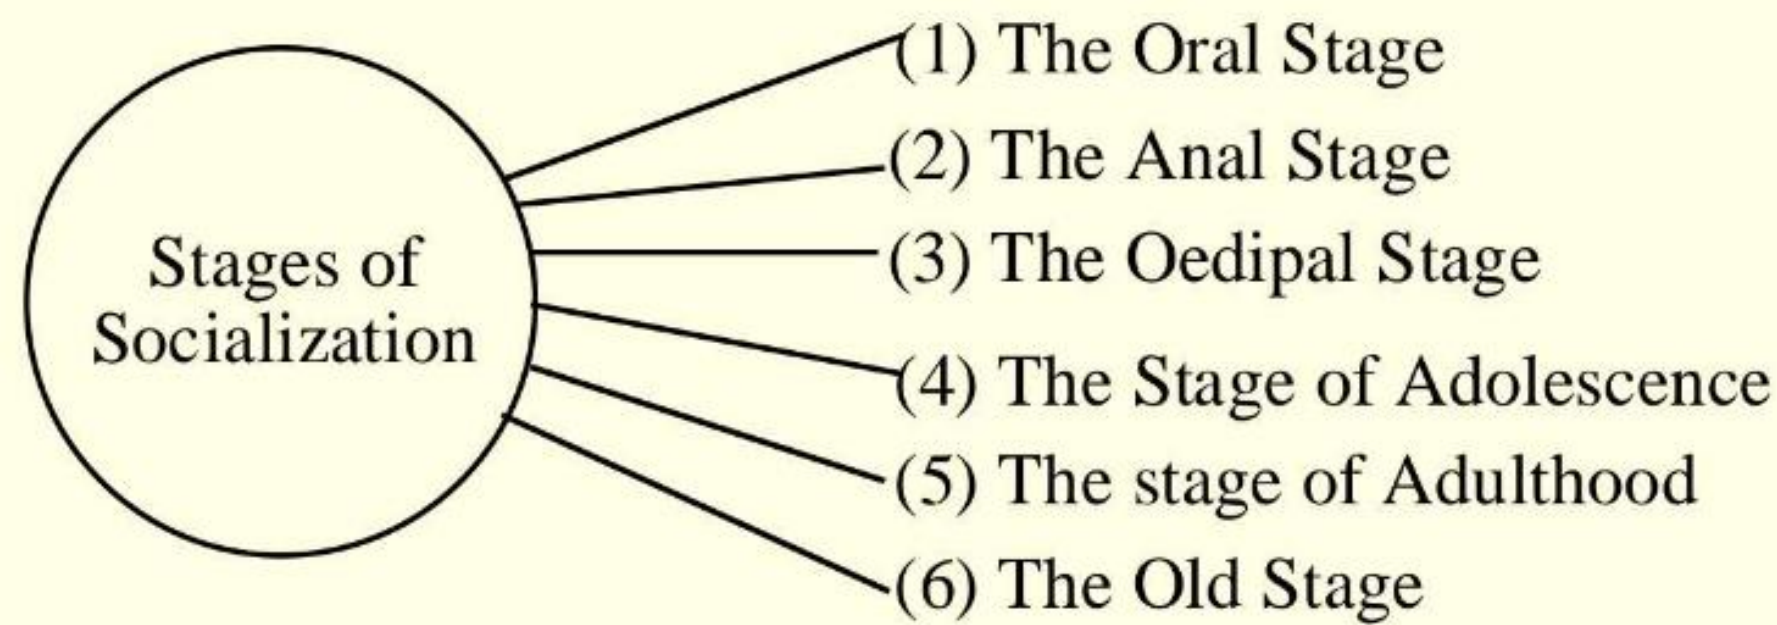 Stages of
Socialization
(1) The Oral Stage
(2) The Anal Stage
(3) The Oedipal Stage
(4) The Stage of Adolescence
(5) The stage of Adulthood
(6) The Old Stage